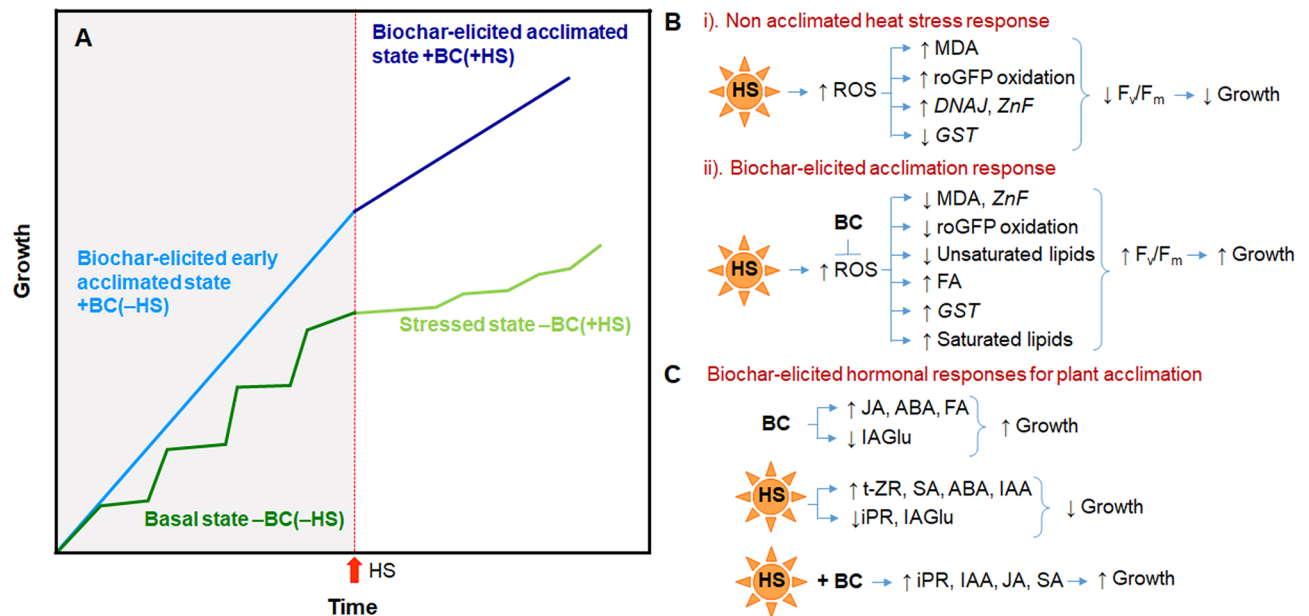 A
Biochar-elicited acclimated
state +BC(+HS)
Biochar-elicited early
acclimated state
+BC(–HS)
Stressed state –BC(+HS)
Basal state –BC(–HS)
Growth
HS
Time
B
i). Non acclimated heat stress response
HS → ↑ ROS
↑ MDA
↑ roGFP oxidation
↑ DNAJ, ZnF
↓ GST
↓ Fv/Fm → ↓ Growth
ii). Biochar-elicited acclimation response
BC
HS → ↑ ROS
↓ MDA, ZnF
↓ roGFP oxidation
↓ Unsaturated lipids
↑ FA
↑ GST
↑ Saturated lipids
↑ Fv/Fm → ↑ Growth
C
Biochar-elicited hormonal responses for plant acclimation
BC
↑ JA, ABA, FA
↓ IAGlu
↑ Growth
HS
↑ t-ZR, SA, ABA, IAA
↓iPR, IAGlu
↓ Growth
HS + BC → ↑ iPR, IAA, JA, SA → ↑ Growth